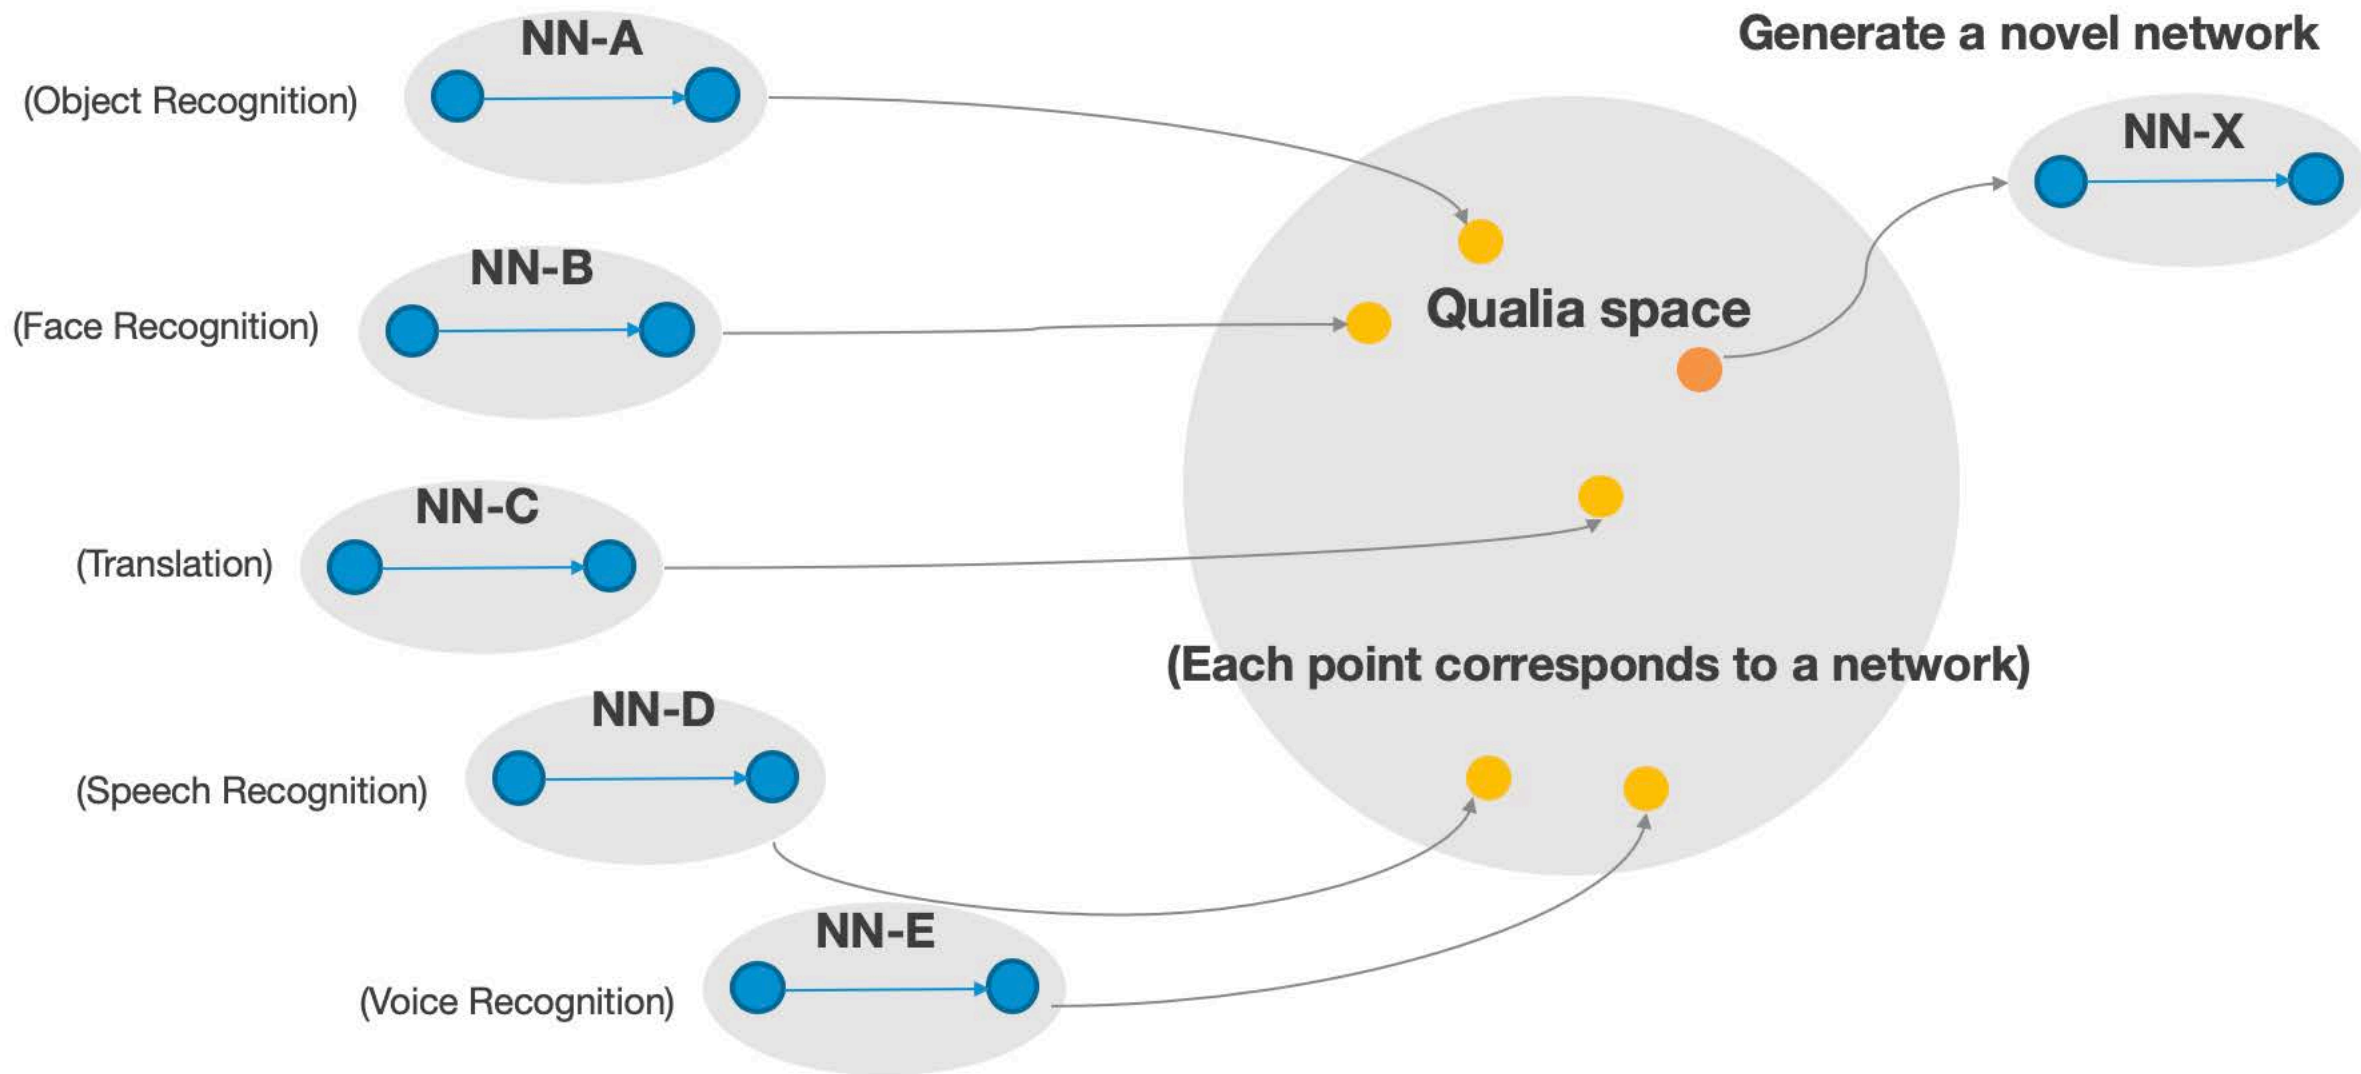 Generate a novel network
NN-A
(Object Recognition)
NN-X
NN-B
(Face Recognition)
Qualia space
NN-C
(Translation)
(Each point corresponds to a network)
NN-D
(Speech Recognition)
NN-E
(Voice Recognition)